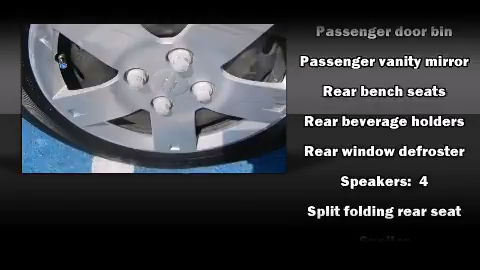 Passenger door bin
Passenger vanity mirror
Rear bench seats
Rear beverage holders
Rear window defroster
Speakers: 4
Split folding rear seat